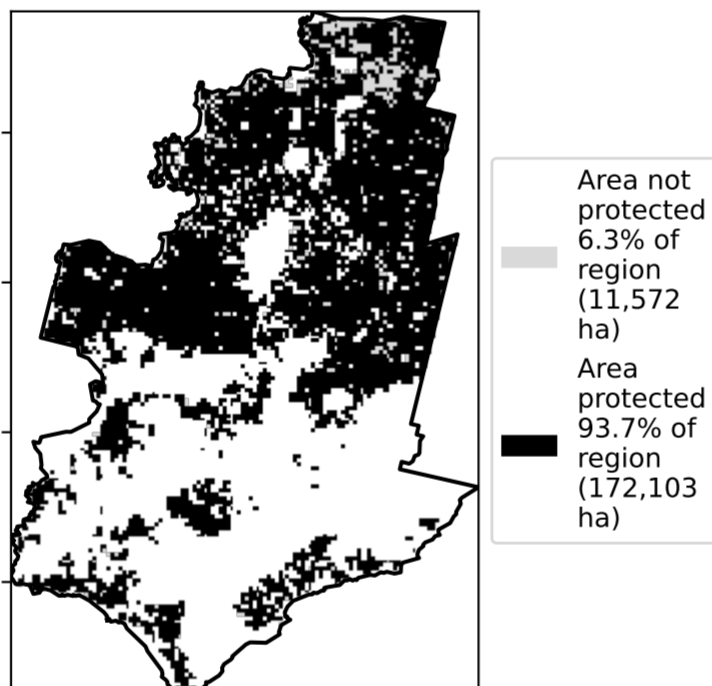 Area not
protected
6.3% of
region
(11,572
ha)
Area
protected
93.7% of
region
(172,103
ha)